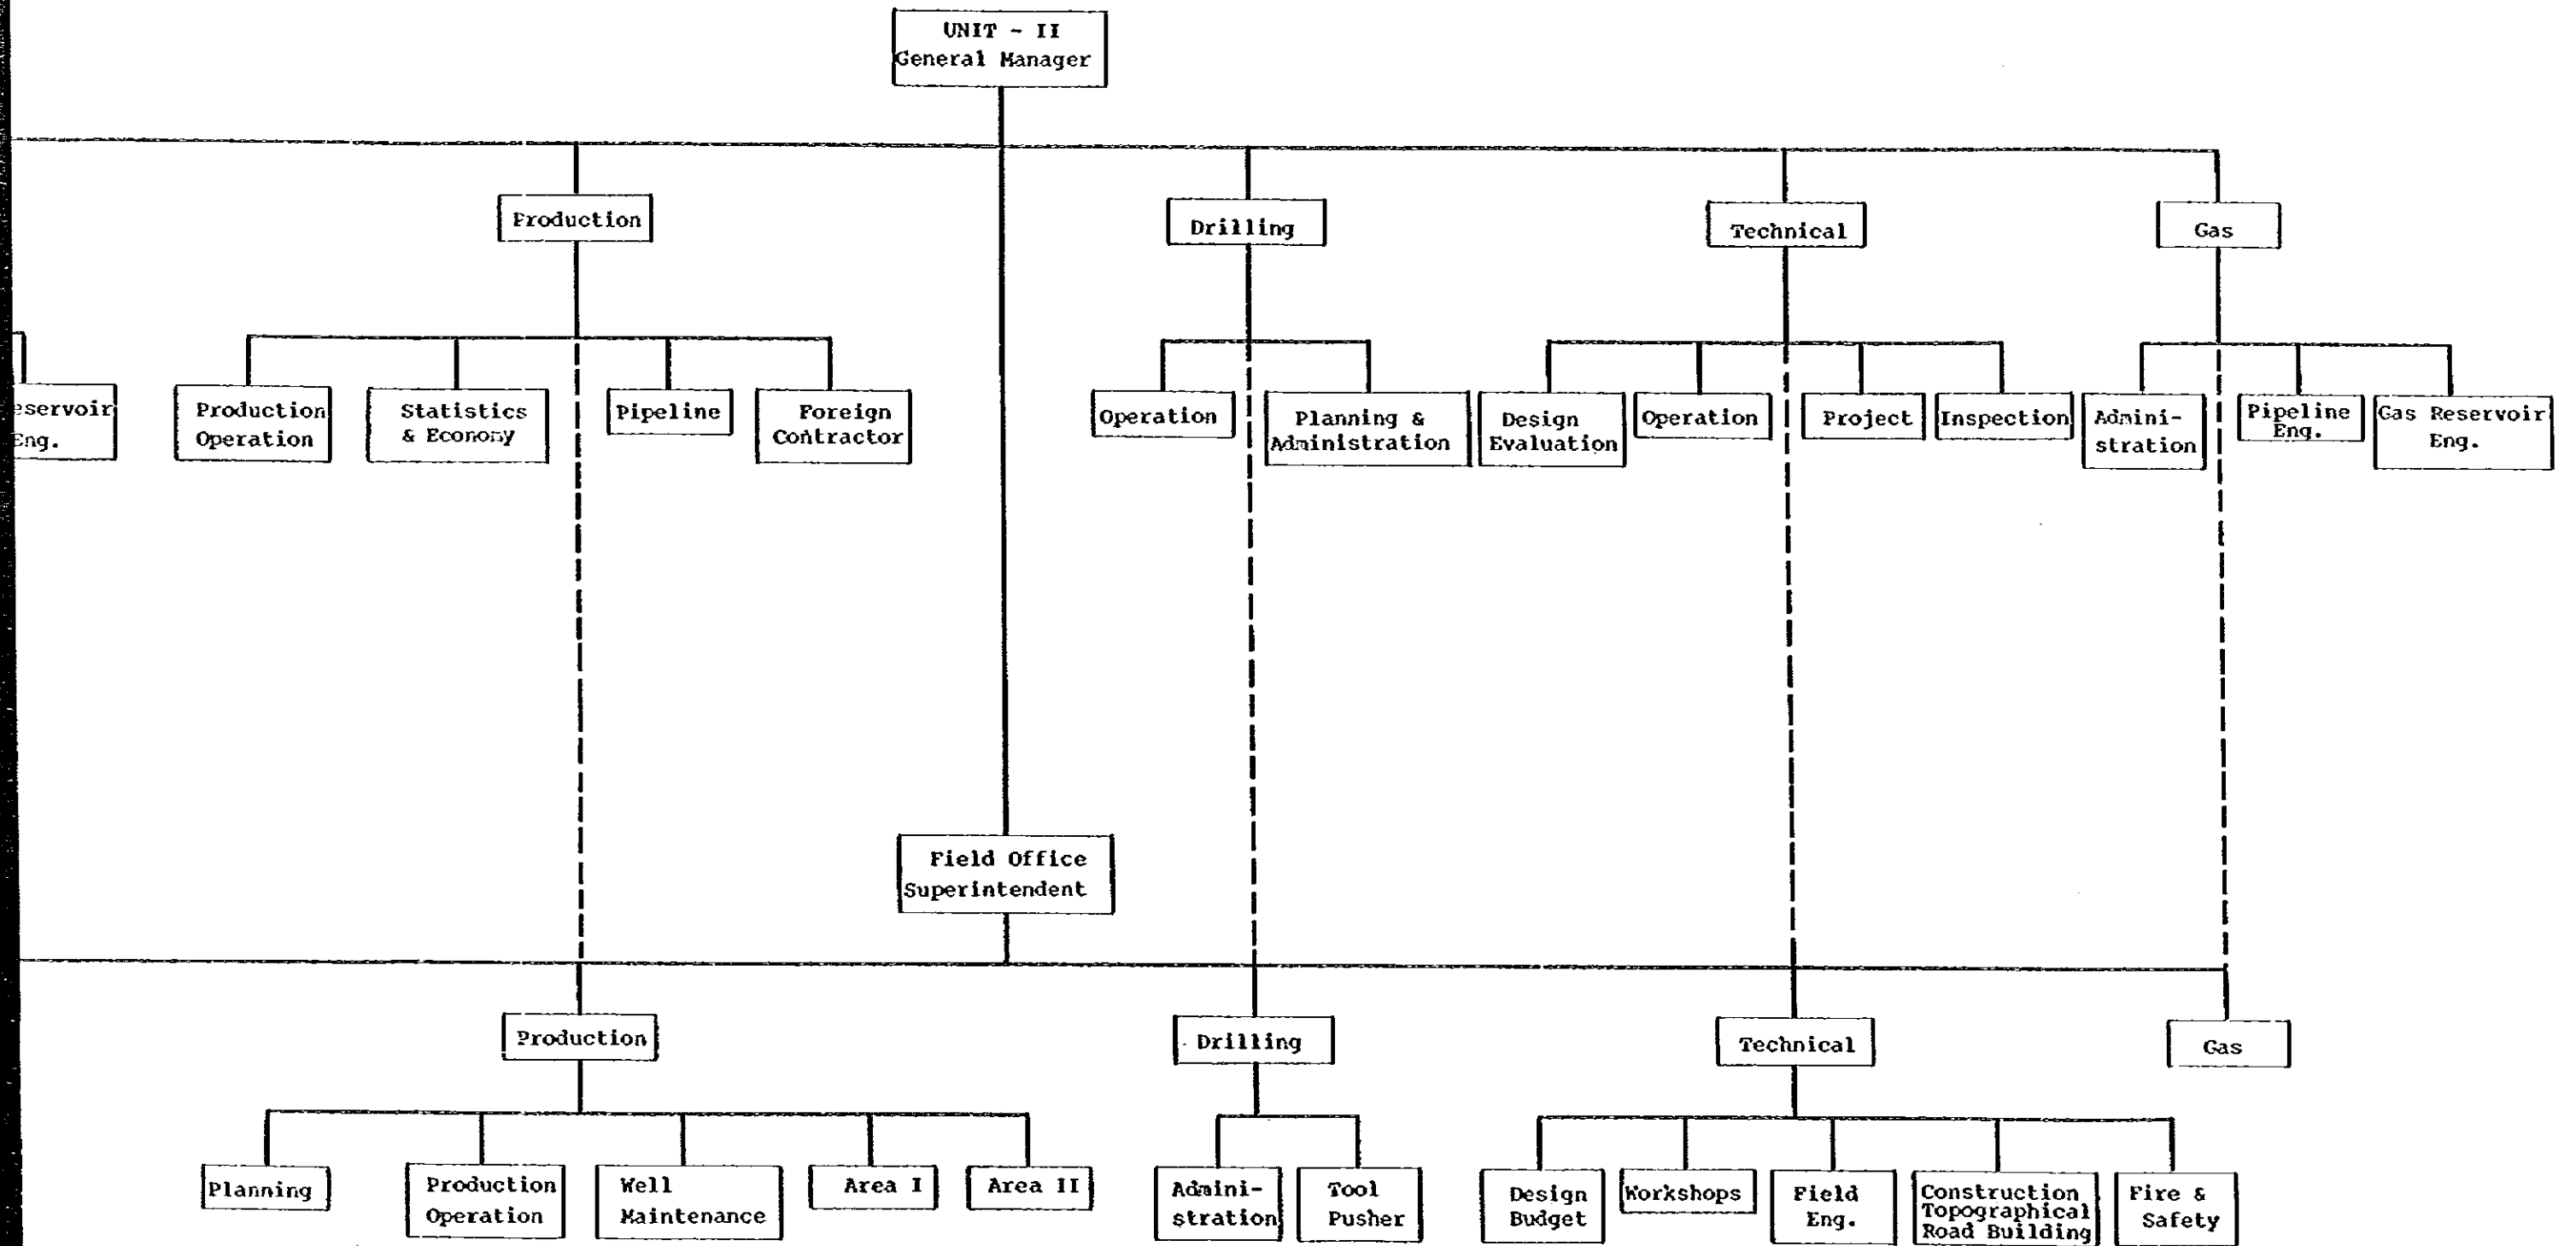 UNIT - II
General Manager
Production
Drilling
Technical
Gas
eservoir
Eng.
Production
Operation
Statistics
& Economy
Pipeline
Foreign
Contractor
Operation
Planning &
Administration
Design
Evaluation
Operation
Project
Inspection
Admini-
stration
Pipeline
Eng.
Gas Reservoir
Eng.
Field Office
Superintendent
Production
Drilling
Technical
Gas
Planning
Production
Operation
Well
Maintenance
Area I
Area II
Admini-
stration
Tool
Pusher
Design
Budget
Workshops
Field
Eng.
Construction
Topographical
Road Building
Fire &
Safety